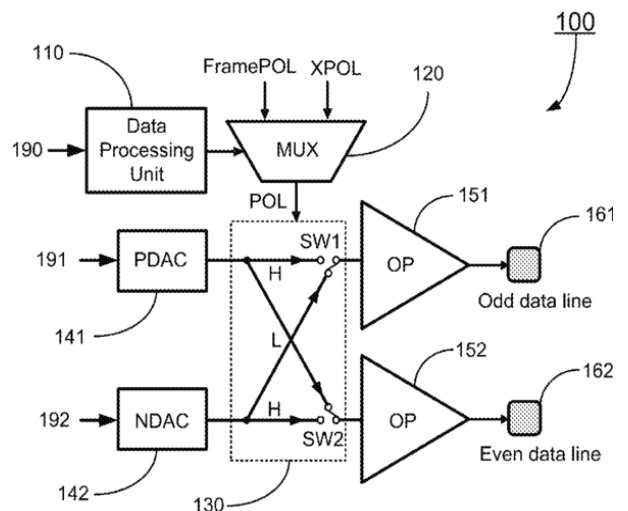 100
110
FramePOL XPOL
120
190
Data
Processing
Unit
MUX
POL
151
161
191
PDAC
SW1
H
OP
Odd data line
141
L
152
162
192
NDAC
H
SW2
OP
Even data line
142
130